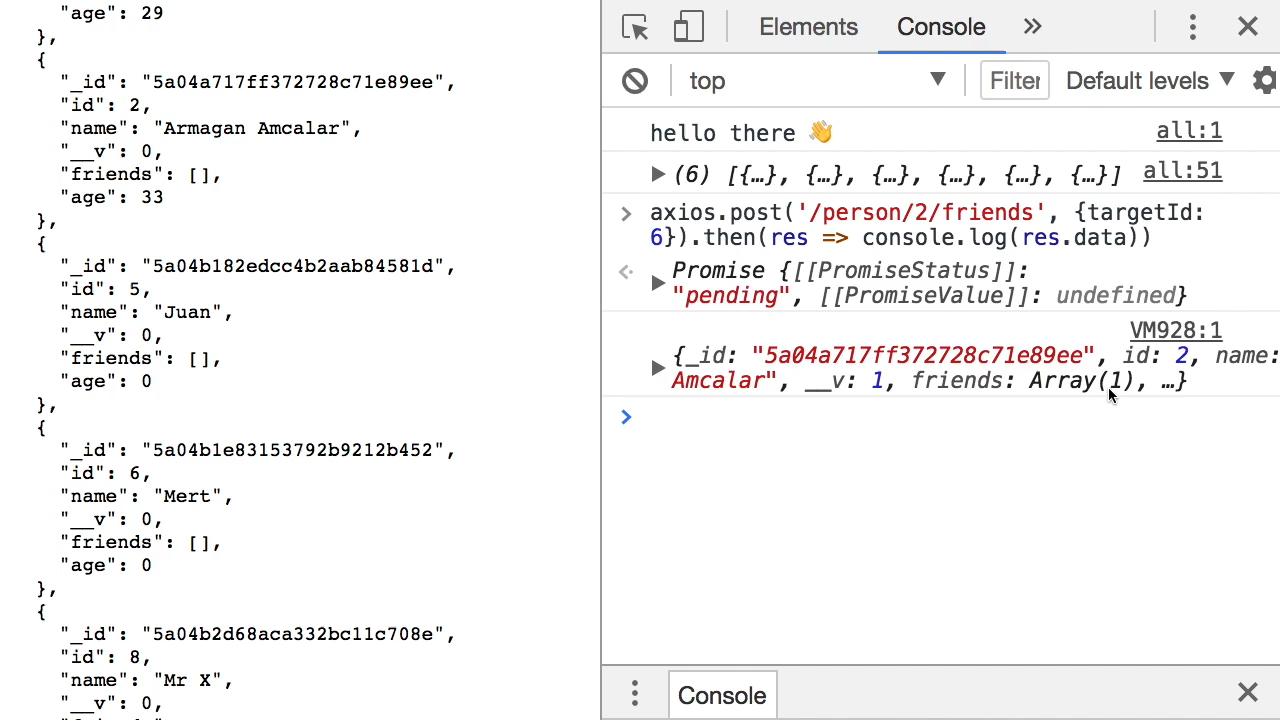 "age": 29
},
{
"_id": "5a04a717ff372728c71e89ee",
"id": 2,
"name": "Armagan Amcalar",
"__v": 0,
"friends": [],
"age": 33
},
{
"_id": "5a04b182edcc4b2aab84581d",
"id": 5,
"name": "Juan",
"__v": 0,
"friends": [],
"age": 0
},
{
"_id": "5a04b1e83153792b9212b452",
"id": 6,
"name": "Mert",
"__v": 0,
"friends": [],
"age": 0
},
{
"_id": "5a04b2d68aca332bc11c708e",
"id": 8,
"name": "Mr X",
"__v": 0,
Elements Console »
top Filter Default levels
hello there 👋 all:1
(6) [{…}, {…}, {…}, {…}, {…}, {…}] all:51
axios.post('/person/2/friends', {targetId:
6}).then(res => console.log(res.data))
Promise {[[PromiseStatus]]:
"pending", [[PromiseValue]]: undefined}
VM928:1
{_id: "5a04a717ff372728c71e89ee", id: 2, name:
Amcalar", __v: 1, friends: Array(1), …}
Console